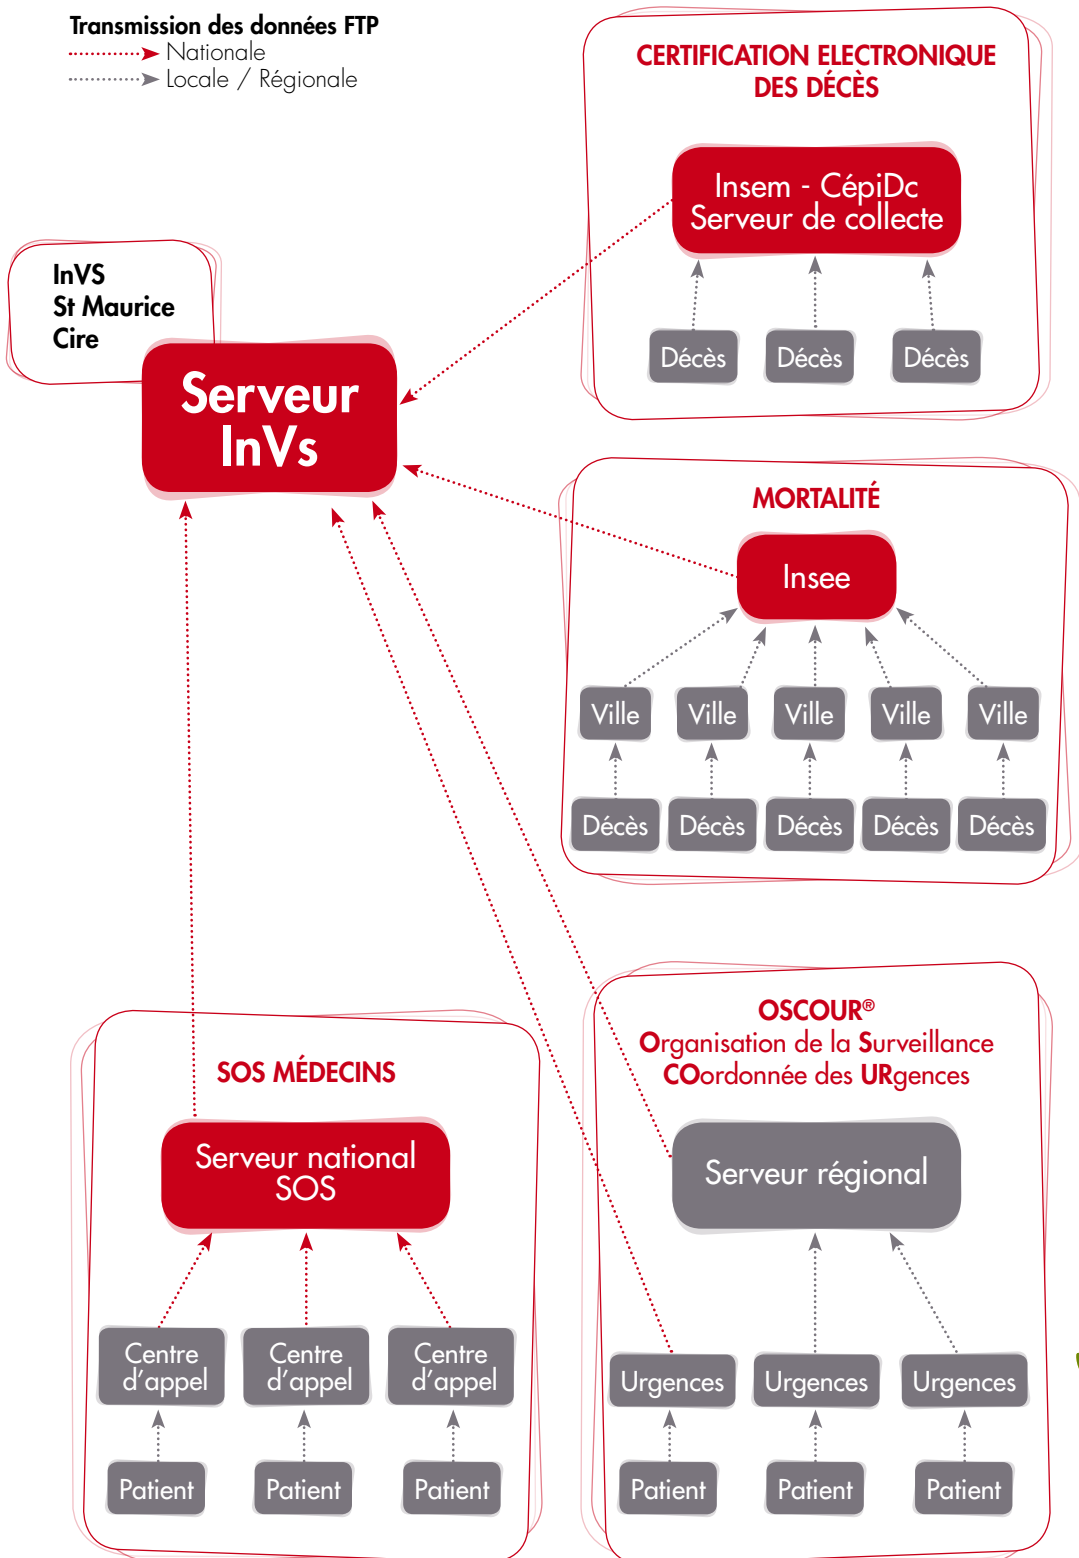 Transmission des données FTP
Nationale
Locale / Régionale
CERTIFICATION ELECTRONIQUE
DES DÉCÈS
Insem - CépiDc
Serveur de collecte
Décès Décès Décès
InVS
St Maurice
Cire
Serveur
InVs
MORTALITÉ
Insee
Ville Ville Ville Ville Ville
Décès Décès Décès Décès Décès
SOS MÉDECINS
Serveur national
SOS
Centre
d'appel
Centre
d'appel
Centre
d'appel
Patient Patient Patient
OSCOUR®
Organisation de la Surveillance
COordonnée des URgences
Serveur régional
Urgences Urgences Urgences
Patient Patient Patient